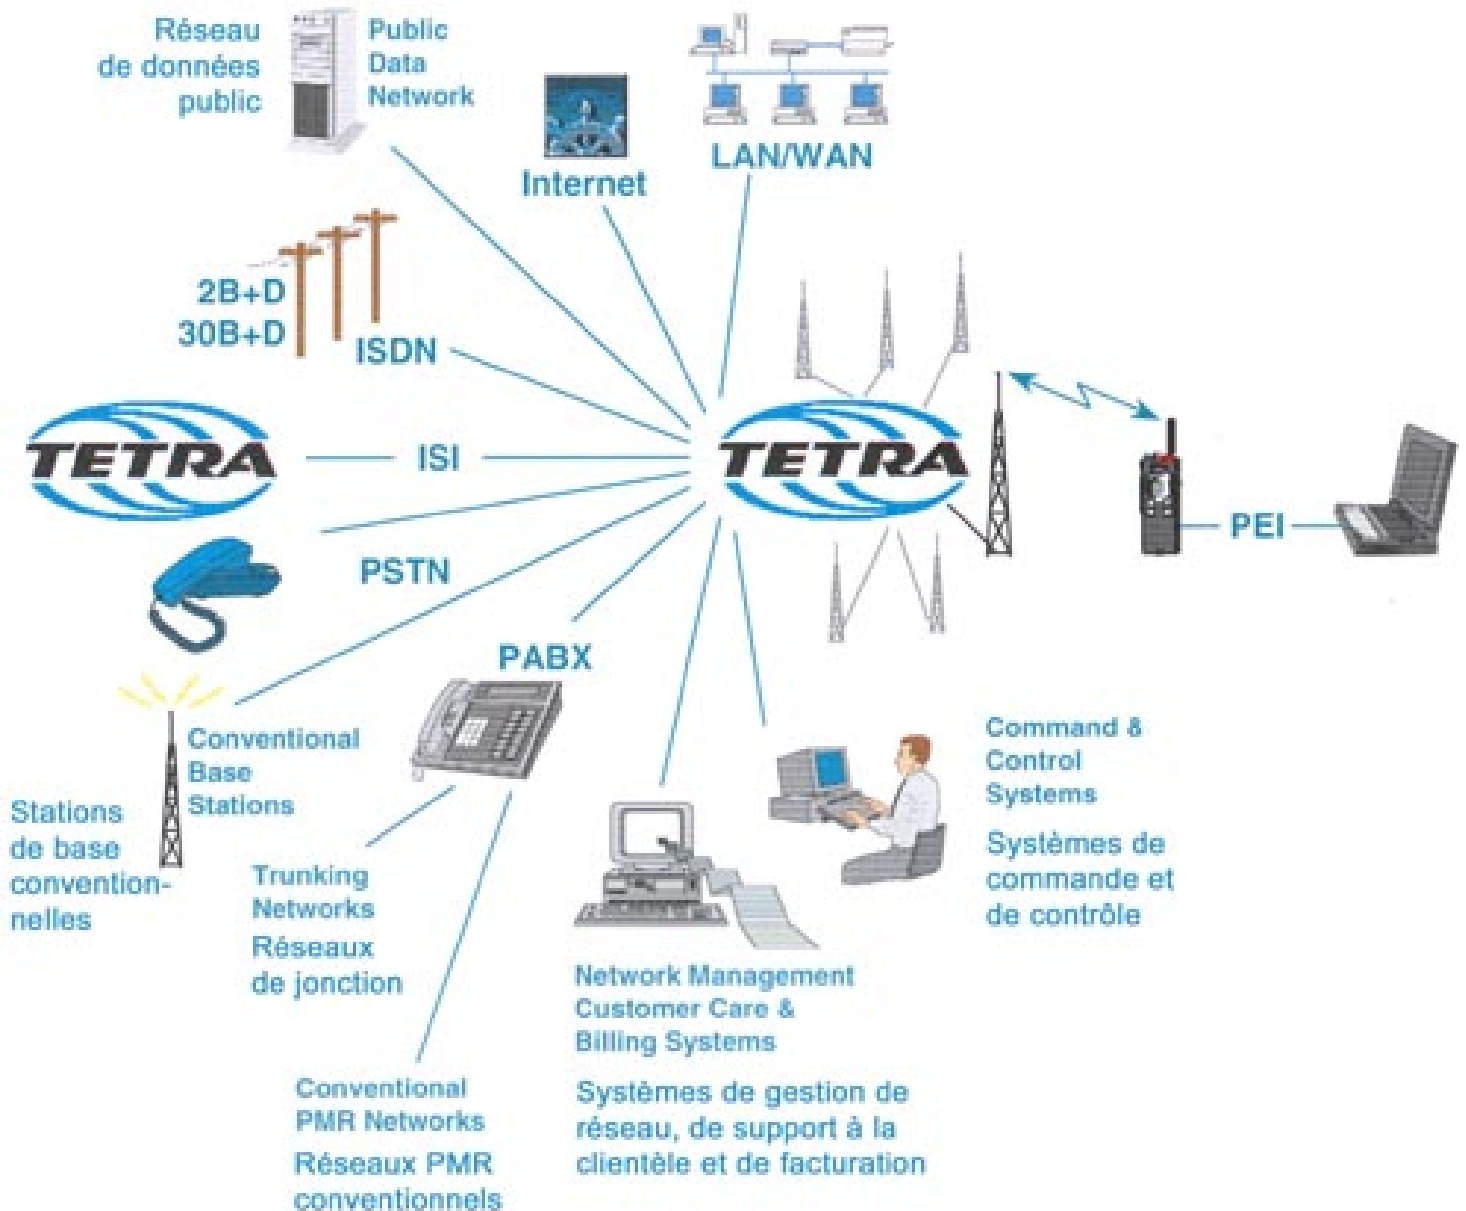 Réseau
de données
public
Public
Data
Network
Internet
LAN/WAN
2B+D
30B+D
ISDN
TETRA
ISI
TETRA
PEI
PSTN
PABX
Conventional
Base
Stations
Stations
de base
convention-
nelles
Trunking
Networks
Réseaux
de jonction
Conventional
PMR Networks
Réseaux PMR
conventionnels
Network Management
Customer Care &
Billing Systems
Systèmes de gestion de
réseau, de support à la
clientèle et de facturation
Command &
Control
Systems
Systèmes de
commande et
de contrôle